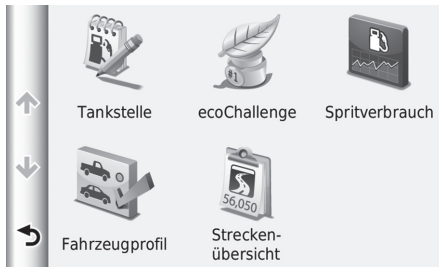 #1
Tankstelle
ecoChallenge
Spritverbrauch
56,050
Fahrzeugprofil
Strecken-
übersicht